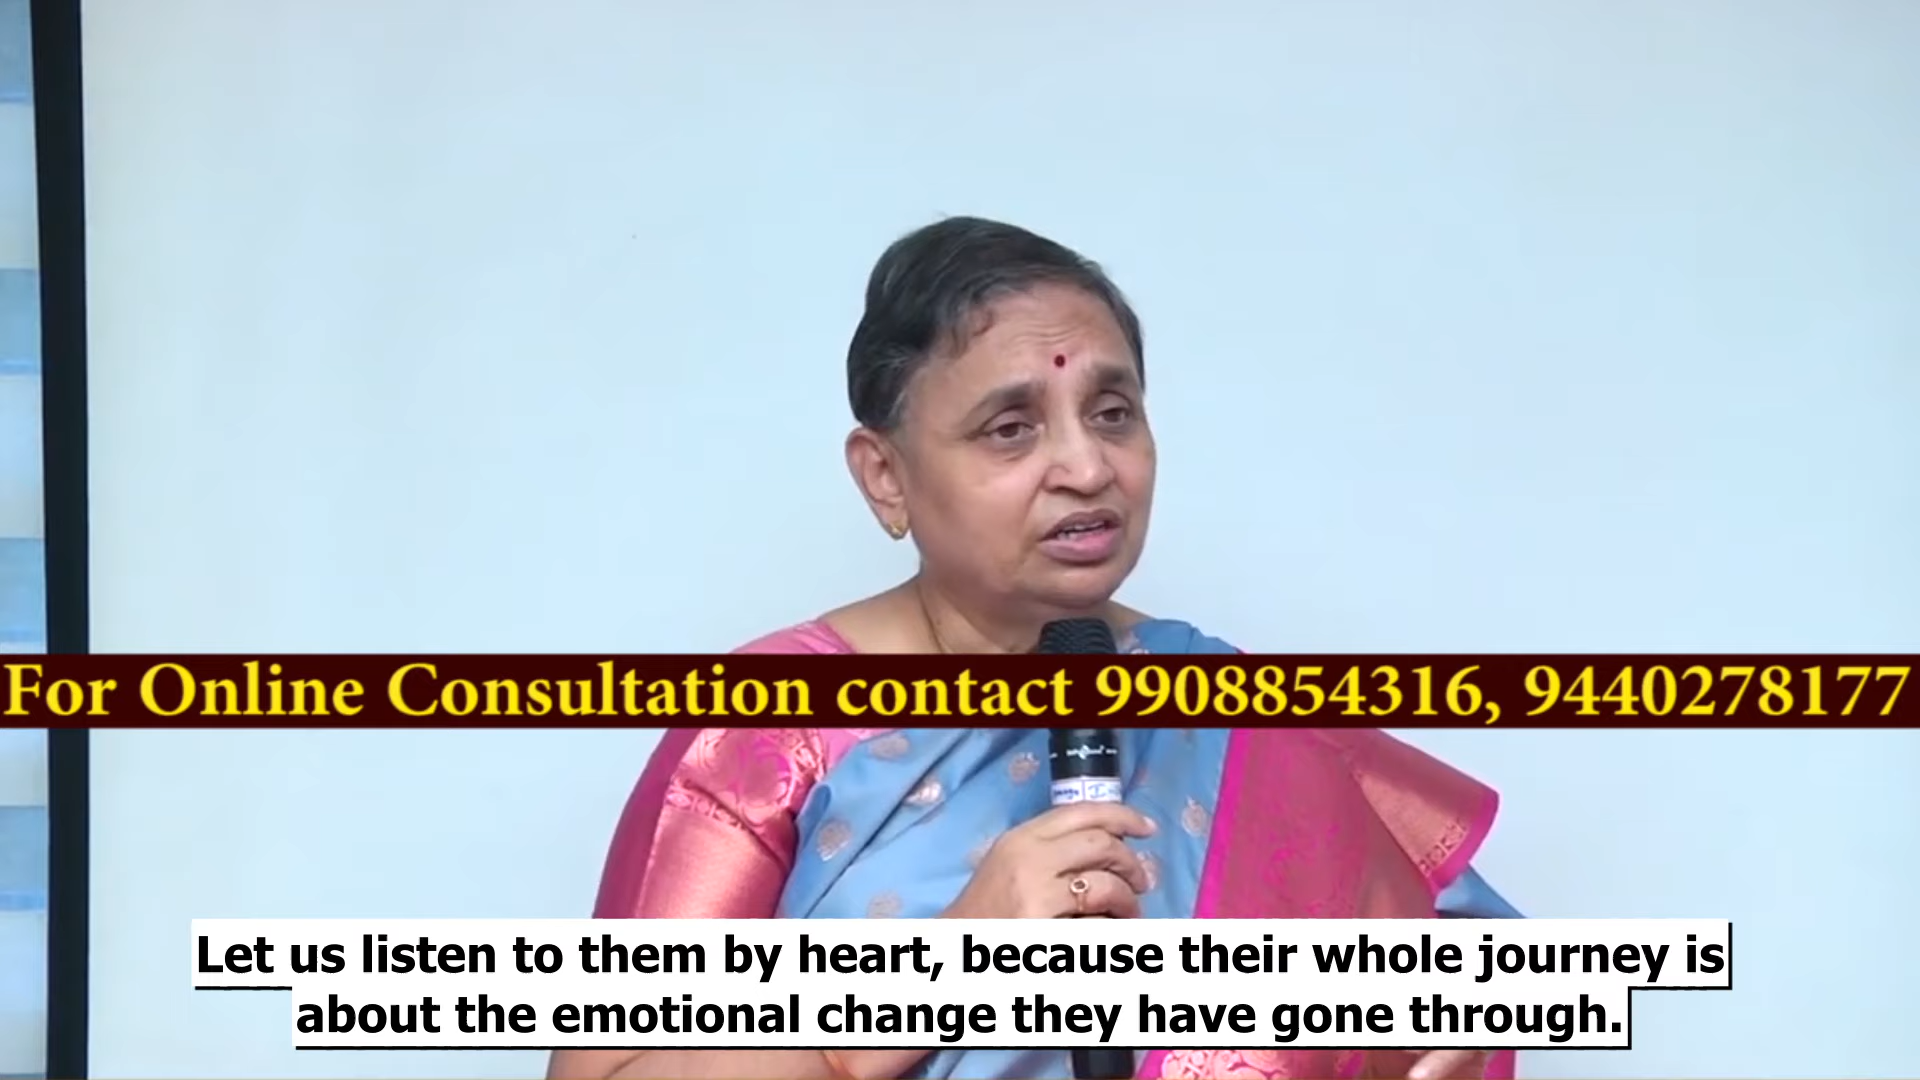 For Online Consultation contact 9908854316, 9440278177
Let us listen to them by heart, because their whole journey is
about the emotional change they have gone through.